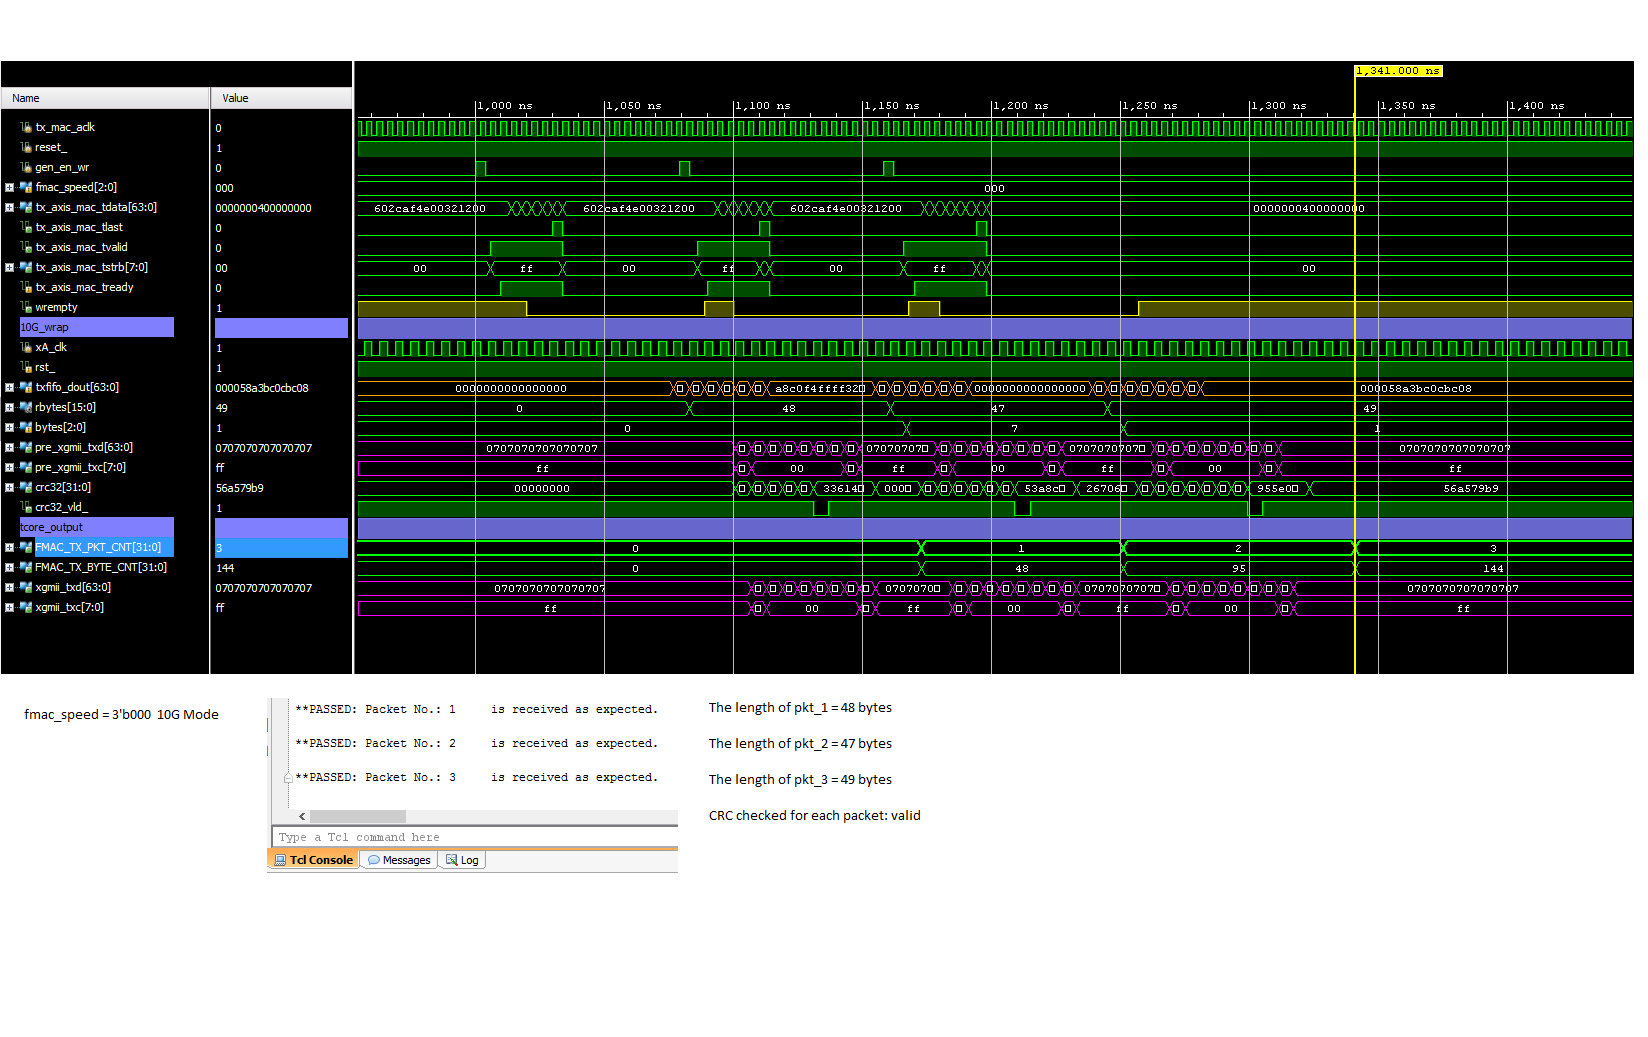 1,341.000 ns
Name Value
1,000 ns 1,050 ns 1,100 ns 1,150 ns 1,200 ns 1,250 ns 1,300 ns 1,350 ns 1,400 ns
tx_mac_aclk 0
reset_ 1
gen_en_wr 0
fmac_speed[2:0] 000 000
tx_axis_mac_tdata[63:0] 0000000400000000 602caf4e00321200 602caf4e00321200 602caf4e00321200 0000000400000000
tx_axis_mac_tlast 0
tx_axis_mac_tvalid 0
tx_axis_mac_tstrb[7:0] 00 00 ff 00 ff 00 ff 00
tx_axis_mac_tready 0
wrempty 1
10G_wrap
xA_clk 1
rst_ 1
txfifo_dout[63:0] 000058a3bc0cbc08 0000000000000000 a8c0f4ffff32 0000000000000000 000058a3bc0cbc08
rbytes[15:0] 49 0 48 47 49
bytes[2:0] 1 0 7 1
pre_xgmii_txd[63:0] 0707070707070707 0707070707070707 07070707 070707070 0707070707070707
pre_xgmii_txc[7:0] ff ff 00 ff 00 ff 00 ff
crc32[31:0] 56a579b9 00000000 33614 000 53a8c 26706 955e0 56a579b9
crc32_vld_ 1
tcore_output
FMAC_TX_PKT_CNT[31:0] 3 0 1 2 3
FMAC_TX_BYTE_CNT[31:0] 144 0 48 95 144
xgmii_txd[63:0] 0707070707070707 0707070707070707 0707070 0707070707 0707070707070707
xgmii_txc[7:0] ff ff 00 ff 00 ff 00 ff
fmac_speed = 3'b000 10G Mode
**PASSED: Packet No.: 1 is received as expected.
**PASSED: Packet No.: 2 is received as expected.
**PASSED: Packet No.: 3 is received as expected.
Type a Tcl command here
Tcl Console Messages Log
The length of pkt_1 = 48 bytes
The length of pkt_2 = 47 bytes
The length of pkt_3 = 49 bytes
CRC checked for each packet: valid